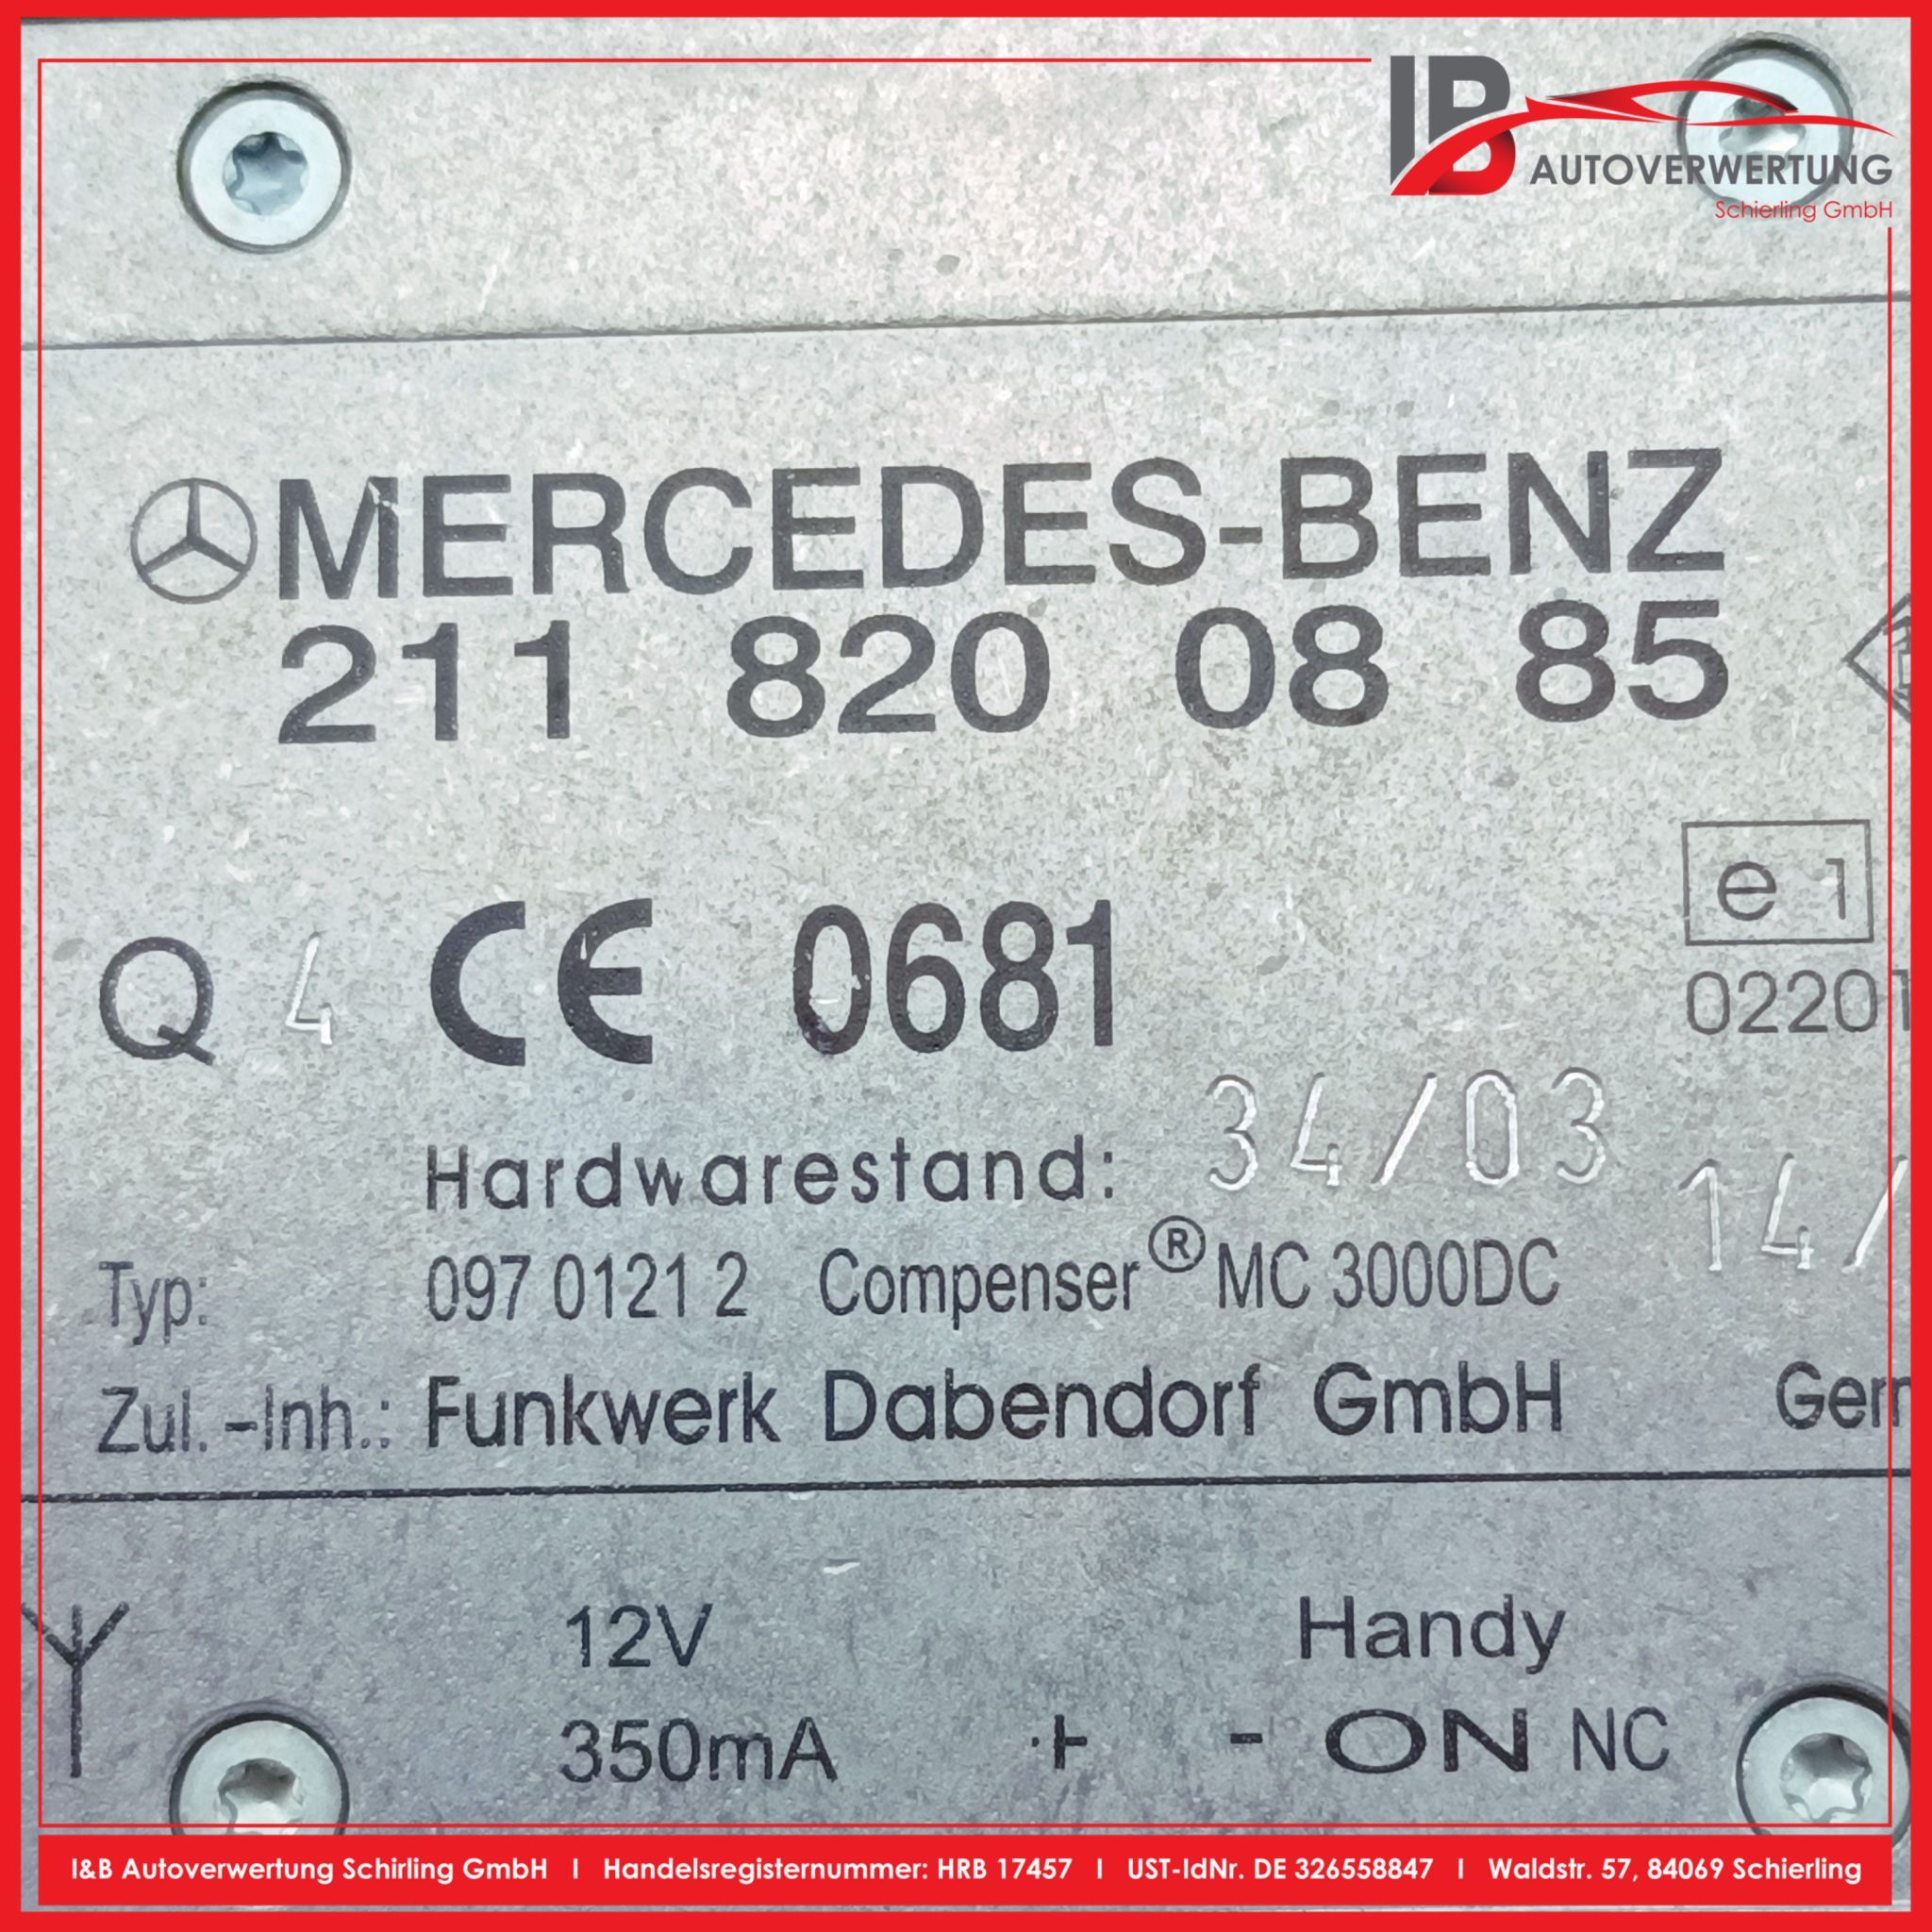 IB
AUTOVERWERTUNG
Schierling GmbH
MERCEDES-BENZ
211 820 08 85
e 1
Q 4 CE 0681
02201
Hardwarestand: 34/03
14/
Typ: 097 0121 2 Compenser® MC 3000DC
Zul.-Inh.: Funkwerk Dabendorf GmbH
12V Handy
350mA + - ON NC
I&B Autoverwertung Schirling GmbH I Handelsregisternummer: HRB 17457 I UST-IdNr. DE 326558847 I Waldstr. 57, 84069 Schierling